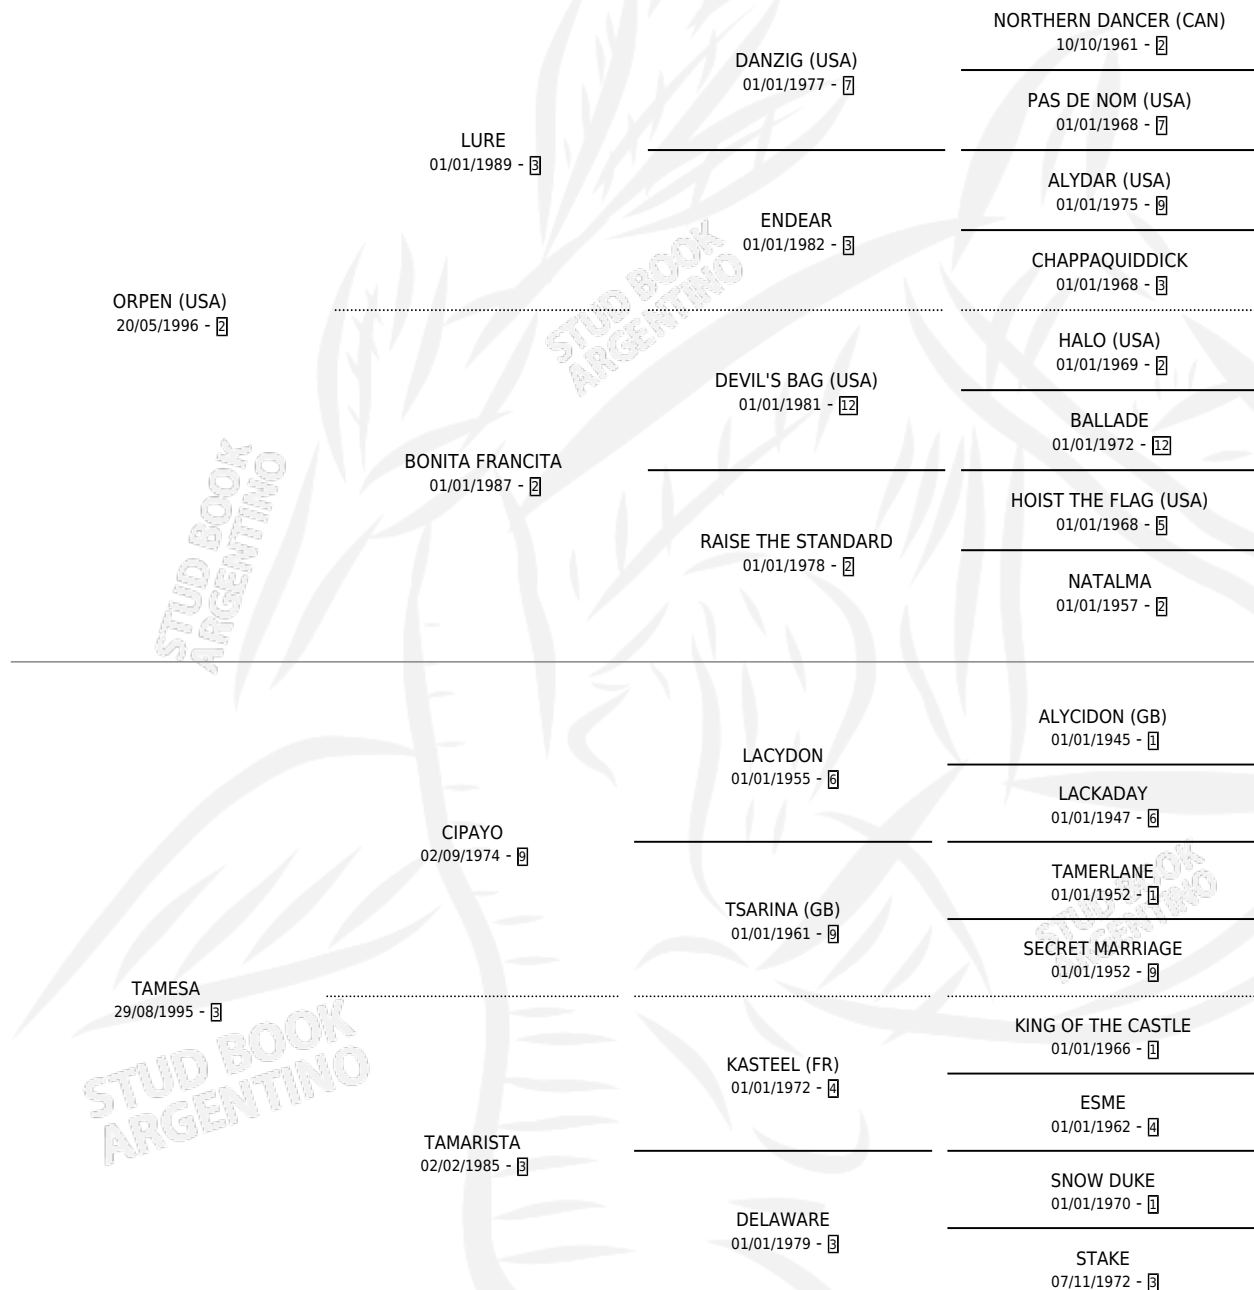 NORTHERN DANCER (CAN)
10/10/1961 - 2
DANZIG (USA)
01/01/1977 - 7
PAS DE NOM (USA)
01/01/1968 - 7
LURE
01/01/1989 - 3
ALYDAR (USA)
01/01/1975 - 9
ENDEAR
01/01/1982 - 3
CHAPPAQUIDDICK
01/01/1968 - 3
ORPEN (USA)
20/05/1996 - 2
STUD BOOK
ARGENTINO
HALO (USA)
01/01/1969 - 2
DEVIL'S BAG (USA)
01/01/1981 - 12
BALLADE
01/01/1972 - 12
BONITA FRANCITA
01/01/1987 - 2
HOIST THE FLAG (USA)
01/01/1968 - 5
RAISE THE STANDARD
01/01/1978 - 2
NATALMA
01/01/1957 - 2
STUD BOOK
ARGENTINO
ALYCIDON (GB)
01/01/1945 - 1
LACYDON
01/01/1955 - 6
LACKADAY
01/01/1947 - 6
CIPAYO
02/09/1974 - 9
TAMERLANE
01/01/1952 - 1
TSARINA (GB)
01/01/1961 - 9
SECRET MARRIAGE
01/01/1952 - 9
STUD BOOK
ARGENTINO
TAMESA
29/08/1995 - 3
KING OF THE CASTLE
01/01/1966 - 1
KASTEEL (FR)
01/01/1972 - 4
ESME
01/01/1962 - 4
STUD BOOK
ARGENTINO
TAMARISTA
02/02/1985 - 3
SNOW DUKE
01/01/1970 - 1
DELAWARE
01/01/1979 - 3
STAKE
07/11/1972 - 3